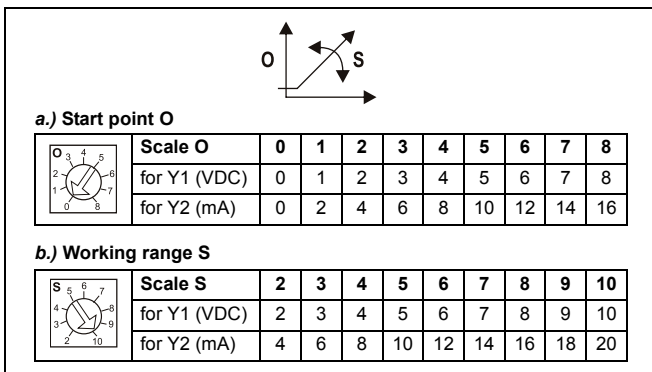 O S
a.) Start point O
O 0 1 2 3 4 5 6 7 8
Scale O 0 1 2 3 4 5 6 7 8
for Y1 (VDC) 0 1 2 3 4 5 6 7 8
for Y2 (mA) 0 2 4 6 8 10 12 14 16
b.) Working range S
S 2 3 4 5 6 7 8 9 10
Scale S 2 3 4 5 6 7 8 9 10
for Y1 (VDC) 2 3 4 5 6 7 8 9 10
for Y2 (mA) 4 6 8 10 12 14 16 18 20